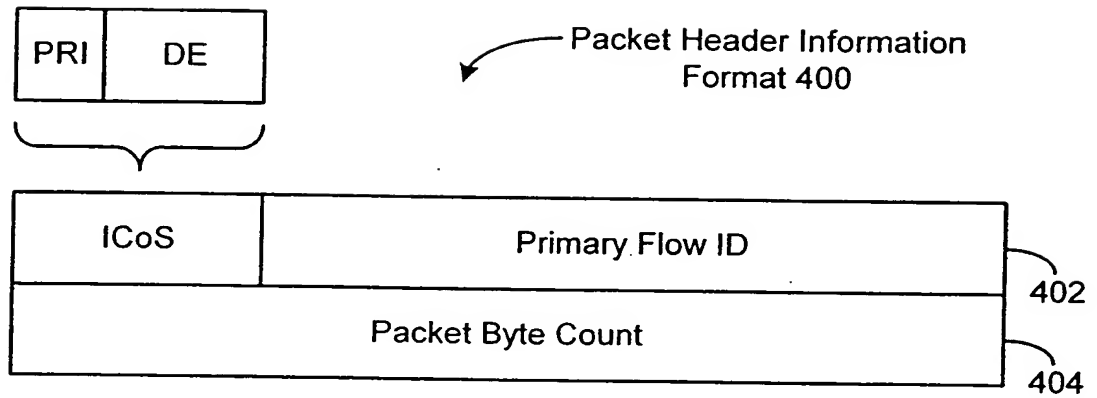 PRI DE
Packet Header Information
Format 400
ICoS Primary Flow ID
402
Packet Byte Count
404